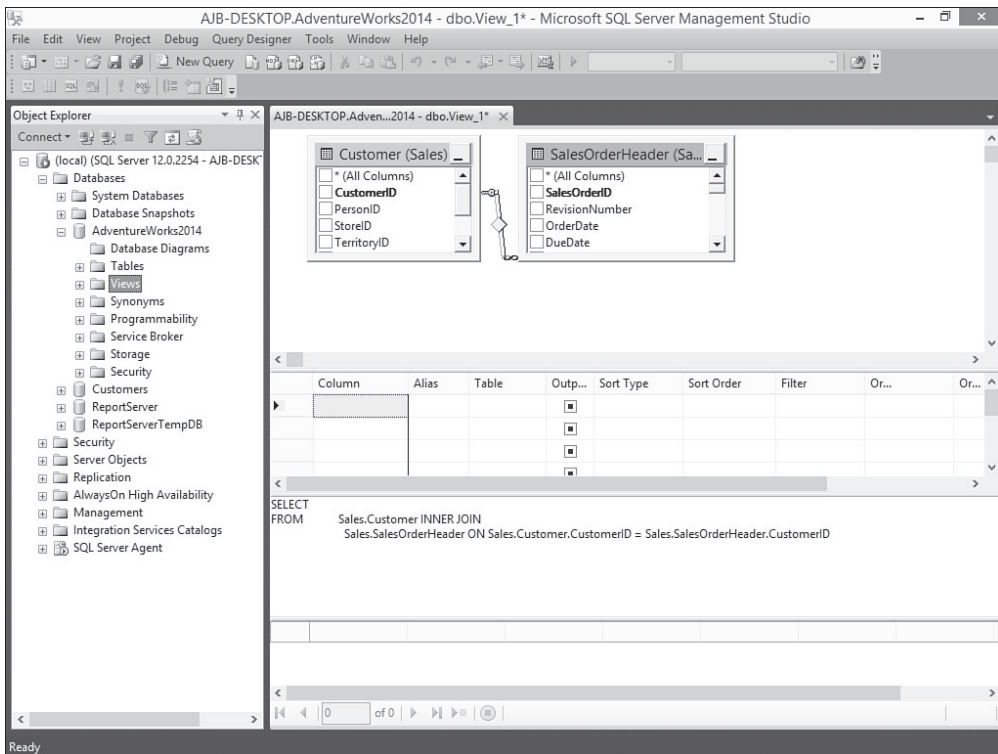 AJB-DESKTOP.AdventureWorks2014 - dbo.View_1* - Microsoft SQL Server Management Studio
File Edit View Project Debug Query Designer Tools Window Help
New Query
Object Explorer
Connect
(local) (SQL Server 12.0.2254 - AJB-DESKT
Databases
System Databases
Database Snapshots
AdventureWorks2014
Database Diagrams
Tables
Views
Synonyms
Programmability
Service Broker
Storage
Security
Customers
ReportServer
ReportServerTempDB
Security
Server Objects
Replication
AlwaysOn High Availability
Management
Integration Services Catalogs
SQL Server Agent
AJB-DESKTOP.Adven...2014 - dbo.View_1*
Customer (Sales)
* (All Columns)
CustomerID
PersonID
StoreID
TerritoryID
SalesOrderHeader (Sa...
* (All Columns)
SalesOrderID
RevisionNumber
OrderDate
DueDate
Column Alias Table Outp... Sort Type Sort Order Filter Or... Or...
SELECT
FROM Sales.Customer INNER JOIN
Sales.SalesOrderHeader ON Sales.Customer.CustomerID = Sales.SalesOrderHeader.CustomerID
0 of 0
Ready